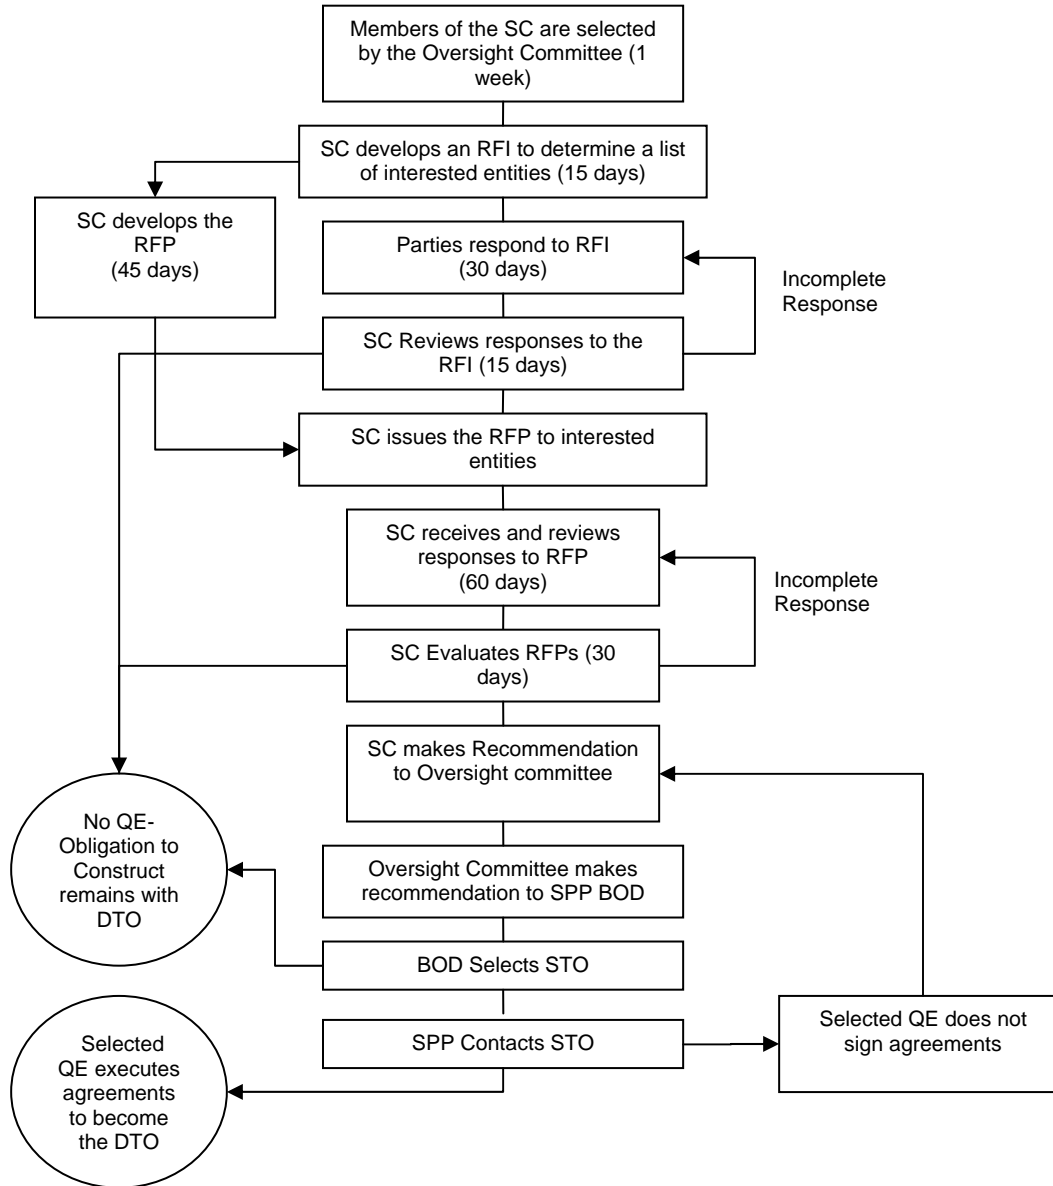 Members of the SC are selected
by the Oversight Committee (1
week)
SC develops an RFI to determine a list
of interested entities (15 days)
SC develops the
RFP
(45 days)
Parties respond to RFI
(30 days)
Incomplete
Response
SC Reviews responses to the
RFI (15 days)
SC issues the RFP to interested
entities
SC receives and reviews
responses to RFP
(60 days)
Incomplete
Response
SC Evaluates RFPs (30
days)
SC makes Recommendation
to Oversight committee
No QE-
Obligation to
Construct
remains with
DTO
Oversight Committee makes
recommendation to SPP BOD
BOD Selects STO
SPP Contacts STO
Selected QE does not
sign agreements
Selected
QE executes
agreements
to become
the DTO